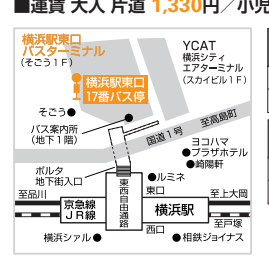 ■運賃 大人 片道 1,330円／小児
横浜駅東口
バスターミナル
(そごう1F)
YCAT
横浜シティ
エアターミナル
(スカイビル1F)
横浜駅東口
17番バス停
そごう●
バス案内所
(地下1階)
国道1号
至高島町
ヨコハマ
●プラザホテル
●崎陽軒
ポルタ
地下街入口
●ルミネ
至品川
東西自由通路
東口
至上大岡
京急線
JR線
横浜駅
西口
至戸塚
横浜シァル●
●相鉄ジョイナス